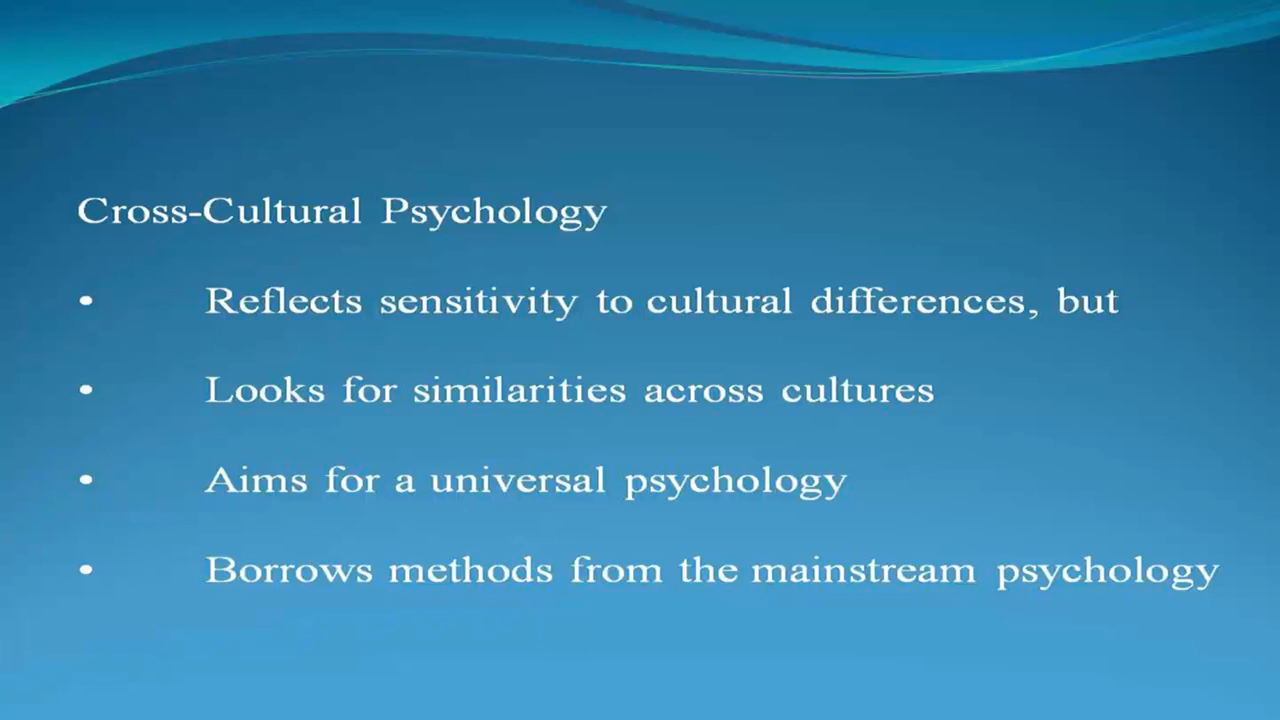 Cross-Cultural Psychology
• Reflects sensitivity to cultural differences, but
• Looks for similarities across cultures
• Aims for a universal psychology
• Borrows methods from the mainstream psychology